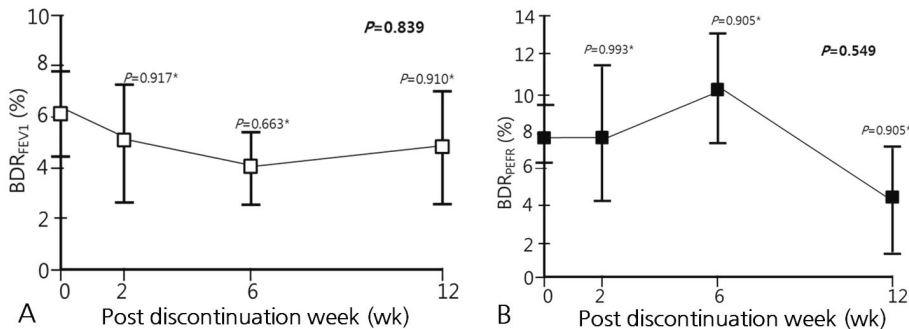 10
8
6
4
2
0
BDRFEV1 (%)
P=0.839
P=0.917*
P=0.663*
P=0.910*
0 2 6 12
A Post discontinuation week (wk)
14
12
10
8
6
4
2
0
BDRPEFR (%)
P=0.905*
P=0.993*
P=0.549
P=0.905*
0 2 6 12
B Post discontinuation week (wk)